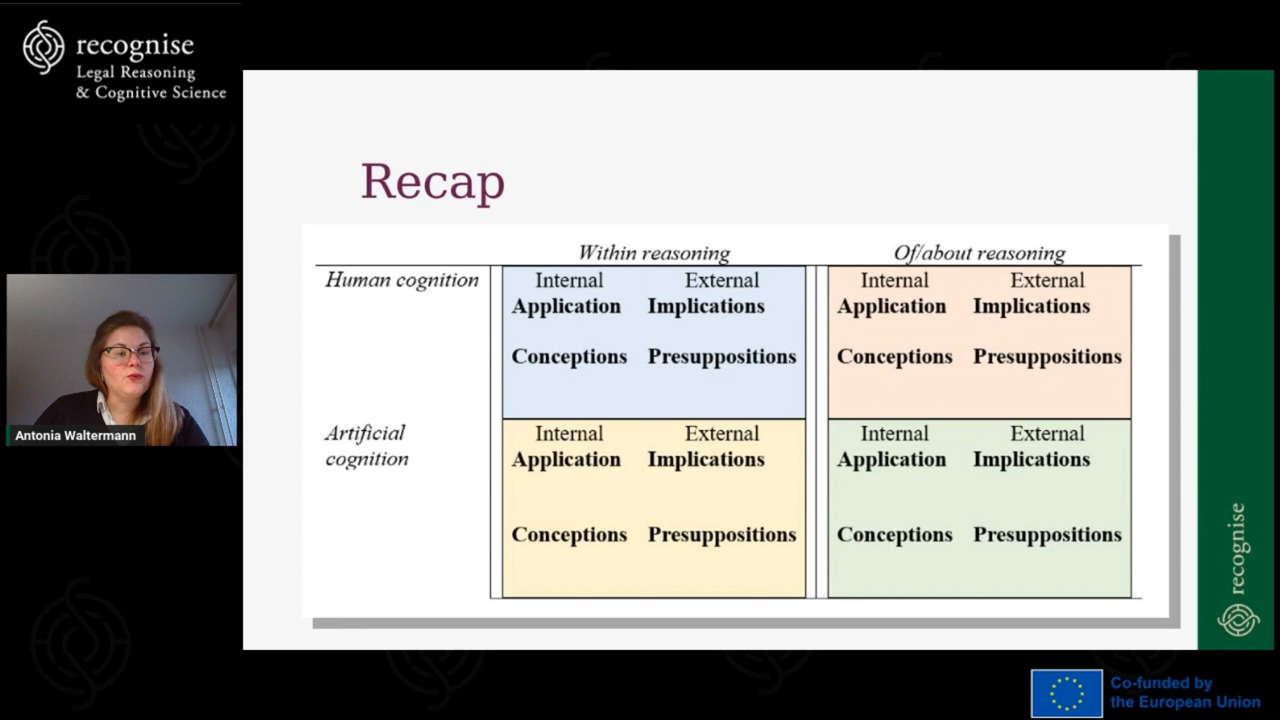 recognise
Legal Reasoning
& Cognitive Science
Recap
Within reasoning Of/about reasoning
Human cognition Internal External Internal External
Application Implications Application Implications
Conceptions Presuppositions Conceptions Presuppositions
Artificial Internal External Internal External
cognition Application Implications Application Implications
Conceptions Presuppositions Conceptions Presuppositions
Antonia Waltermann
recognise
Co-funded by
the European Union